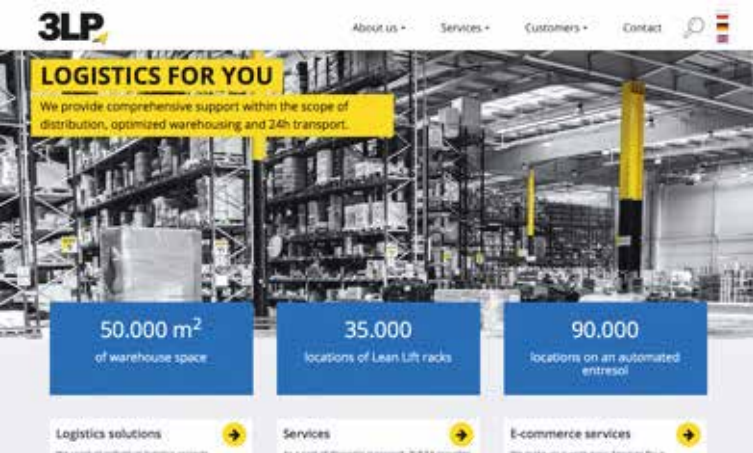 3LP
About us
Services
Customers
Contact
LOGISTICS FOR YOU
We provide comprehensive support within the scope of
distribution, optimized warehousing and 24h transport.
50.000 m²
of warehouse space
35.000
locations of Lean Lift racks
90.000
locations on an automated
entresol
Logistics solutions
Services
E-commerce services